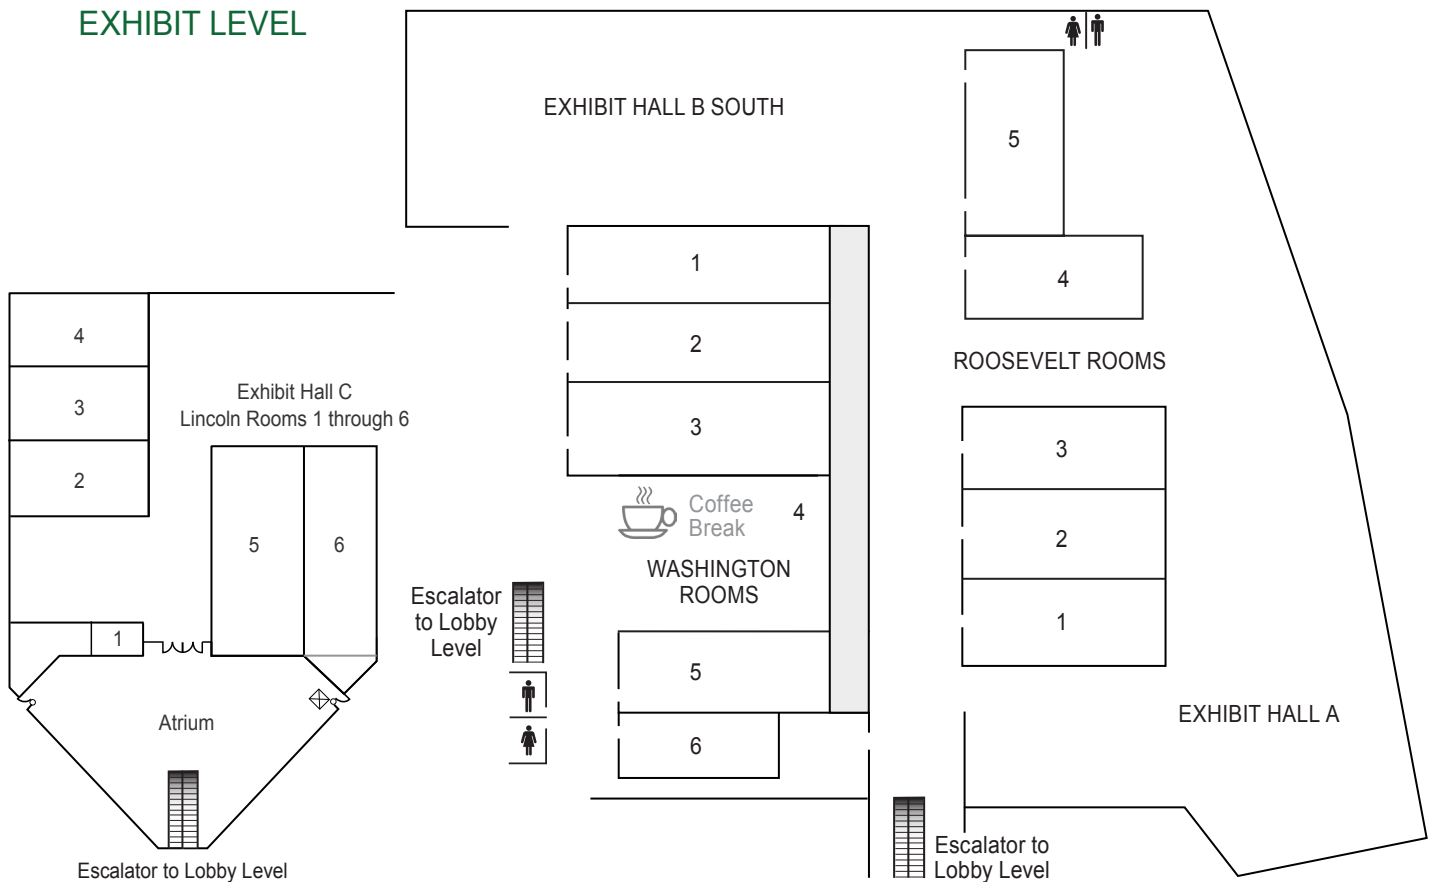 EXHIBIT LEVEL
EXHIBIT HALL B SOUTH
5
4
ROOSEVELT ROOMS
3
2
1
EXHIBIT HALL A
1
2
3
Coffee
Break
4
WASHINGTON
ROOMS
5
6
Escalator
to Lobby
Level
Escalator to
Lobby Level
4
3
2
Exhibit Hall C
Lincoln Rooms 1 through 6
5
6
1
Atrium
Escalator to Lobby Level